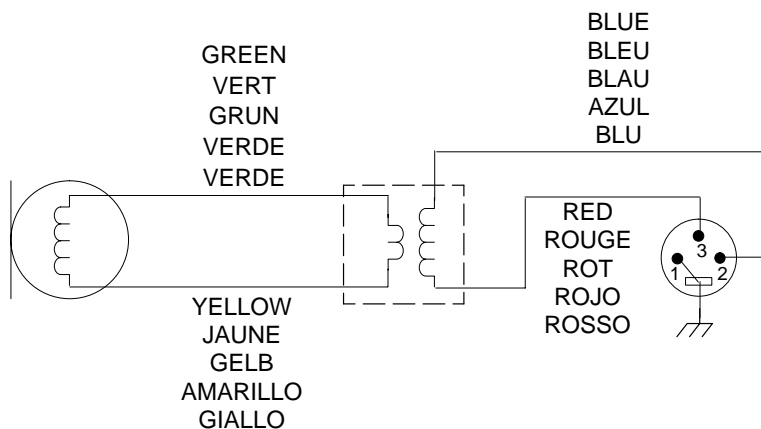 GREEN
VERT
GRUN
VERDE
VERDE
BLUE
BLEU
BLAU
AZUL
BLU
RED
ROUGE
ROT
ROJO
ROSSO
3
1
2
YELLOW
JAUNE
GELB
AMARILLO
GIALLO